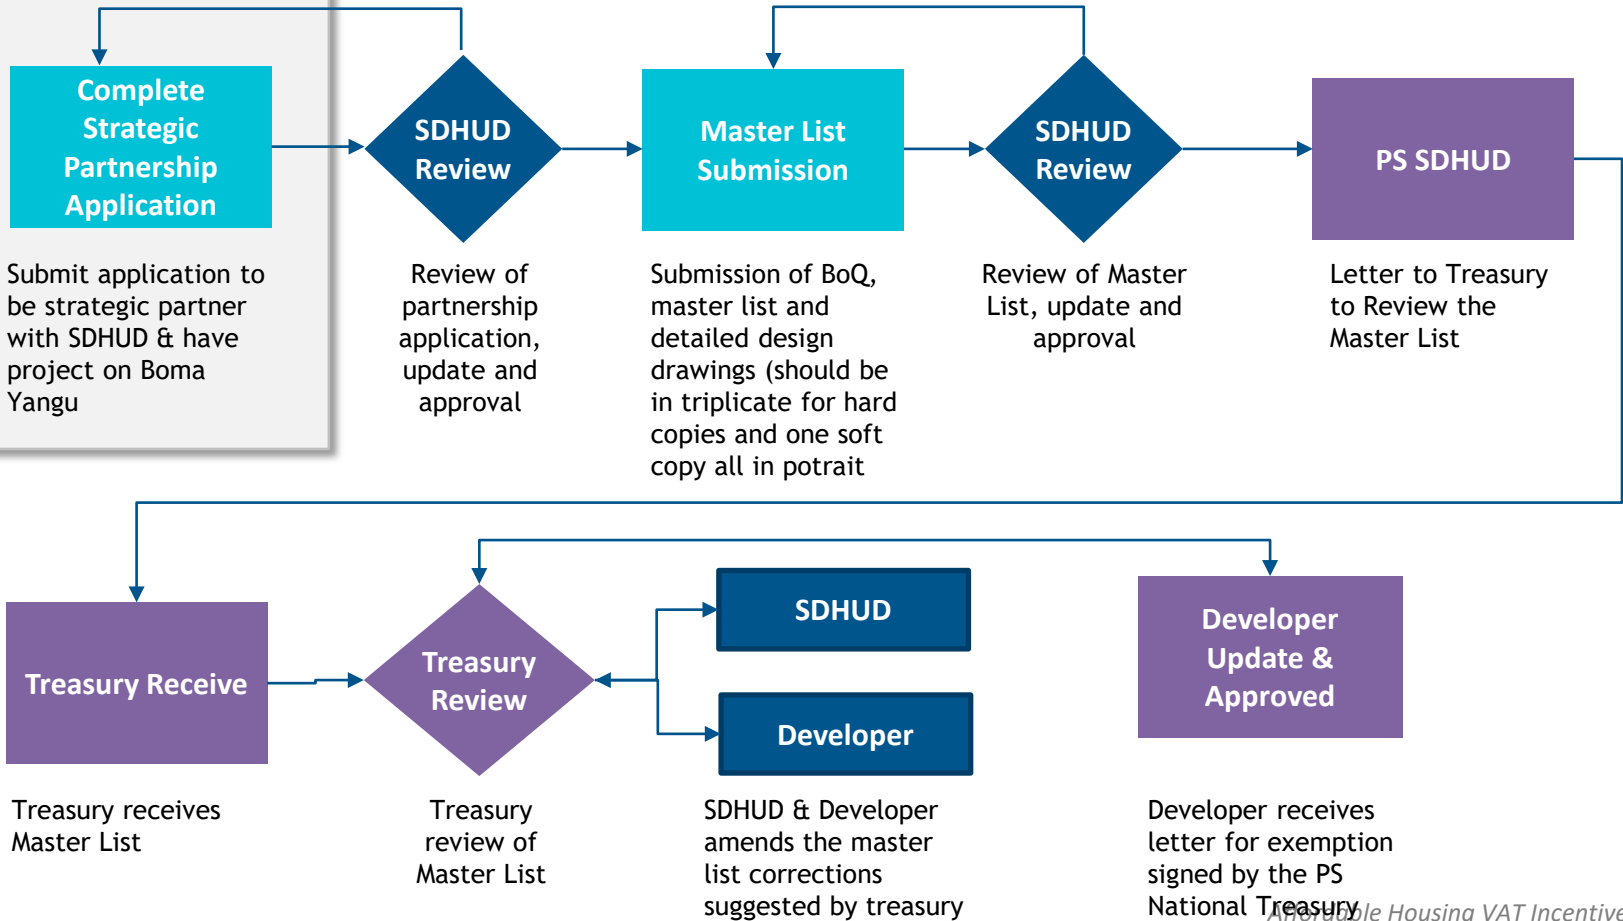 Complete
Strategic
Partnership
Application
SDHUD
Review
Master List
Submission
SDHUD
Review
PS SDHUD
Submit application to
be strategic partner
with SDHUD & have
project on Boma
Yangu
Review of
partnership
application,
update and
approval
Submission of BoQ,
master list and
detailed design
drawings (should be
in triplicate for hard
copies and one soft
copy all in potrait
Review of Master
List, update and
approval
Letter to Treasury
to Review the
Master List
Treasury Receive
Treasury
Review
SDHUD
Developer
Developer
Update &
Approved
Treasury receives
Master List
Treasury
review of
Master List
SDHUD & Developer
amends the master
list corrections
suggested by treasury
Developer receives
letter for exemption
signed by the PS
National Treasury
Affordable Housing VAT Incentive